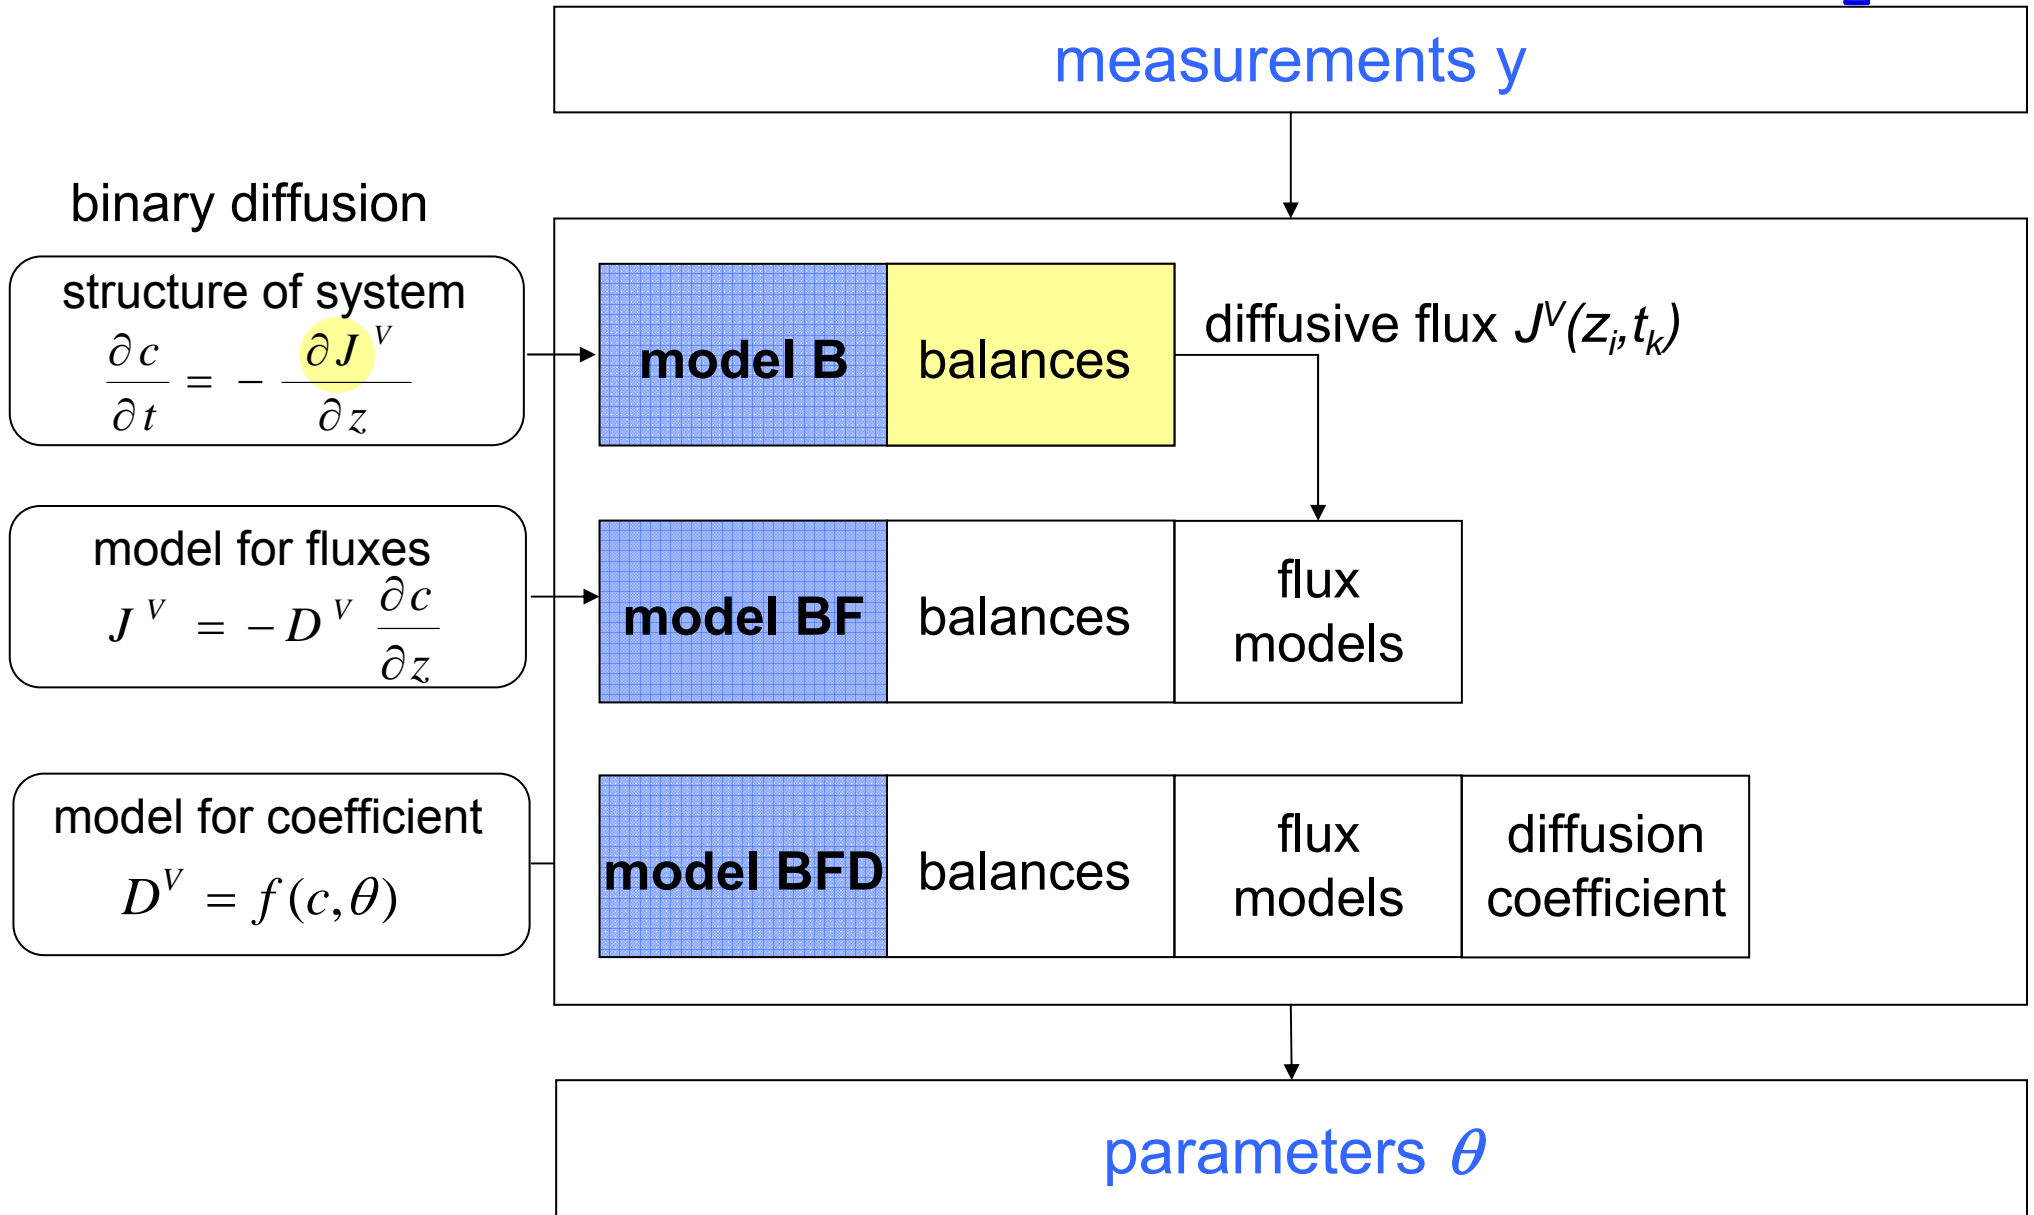 measurements y
binary diffusion
structure of system
∂c/∂t = − ∂J^V/∂z
model B
balances
diffusive flux J^V(z_i,t_k)
model for fluxes
J^V = −D^V ∂c/∂z
model BF
balances
flux
models
model for coefficient
D^V = f(c,θ)
model BFD
balances
flux
models
diffusion
coefficient
parameters θ